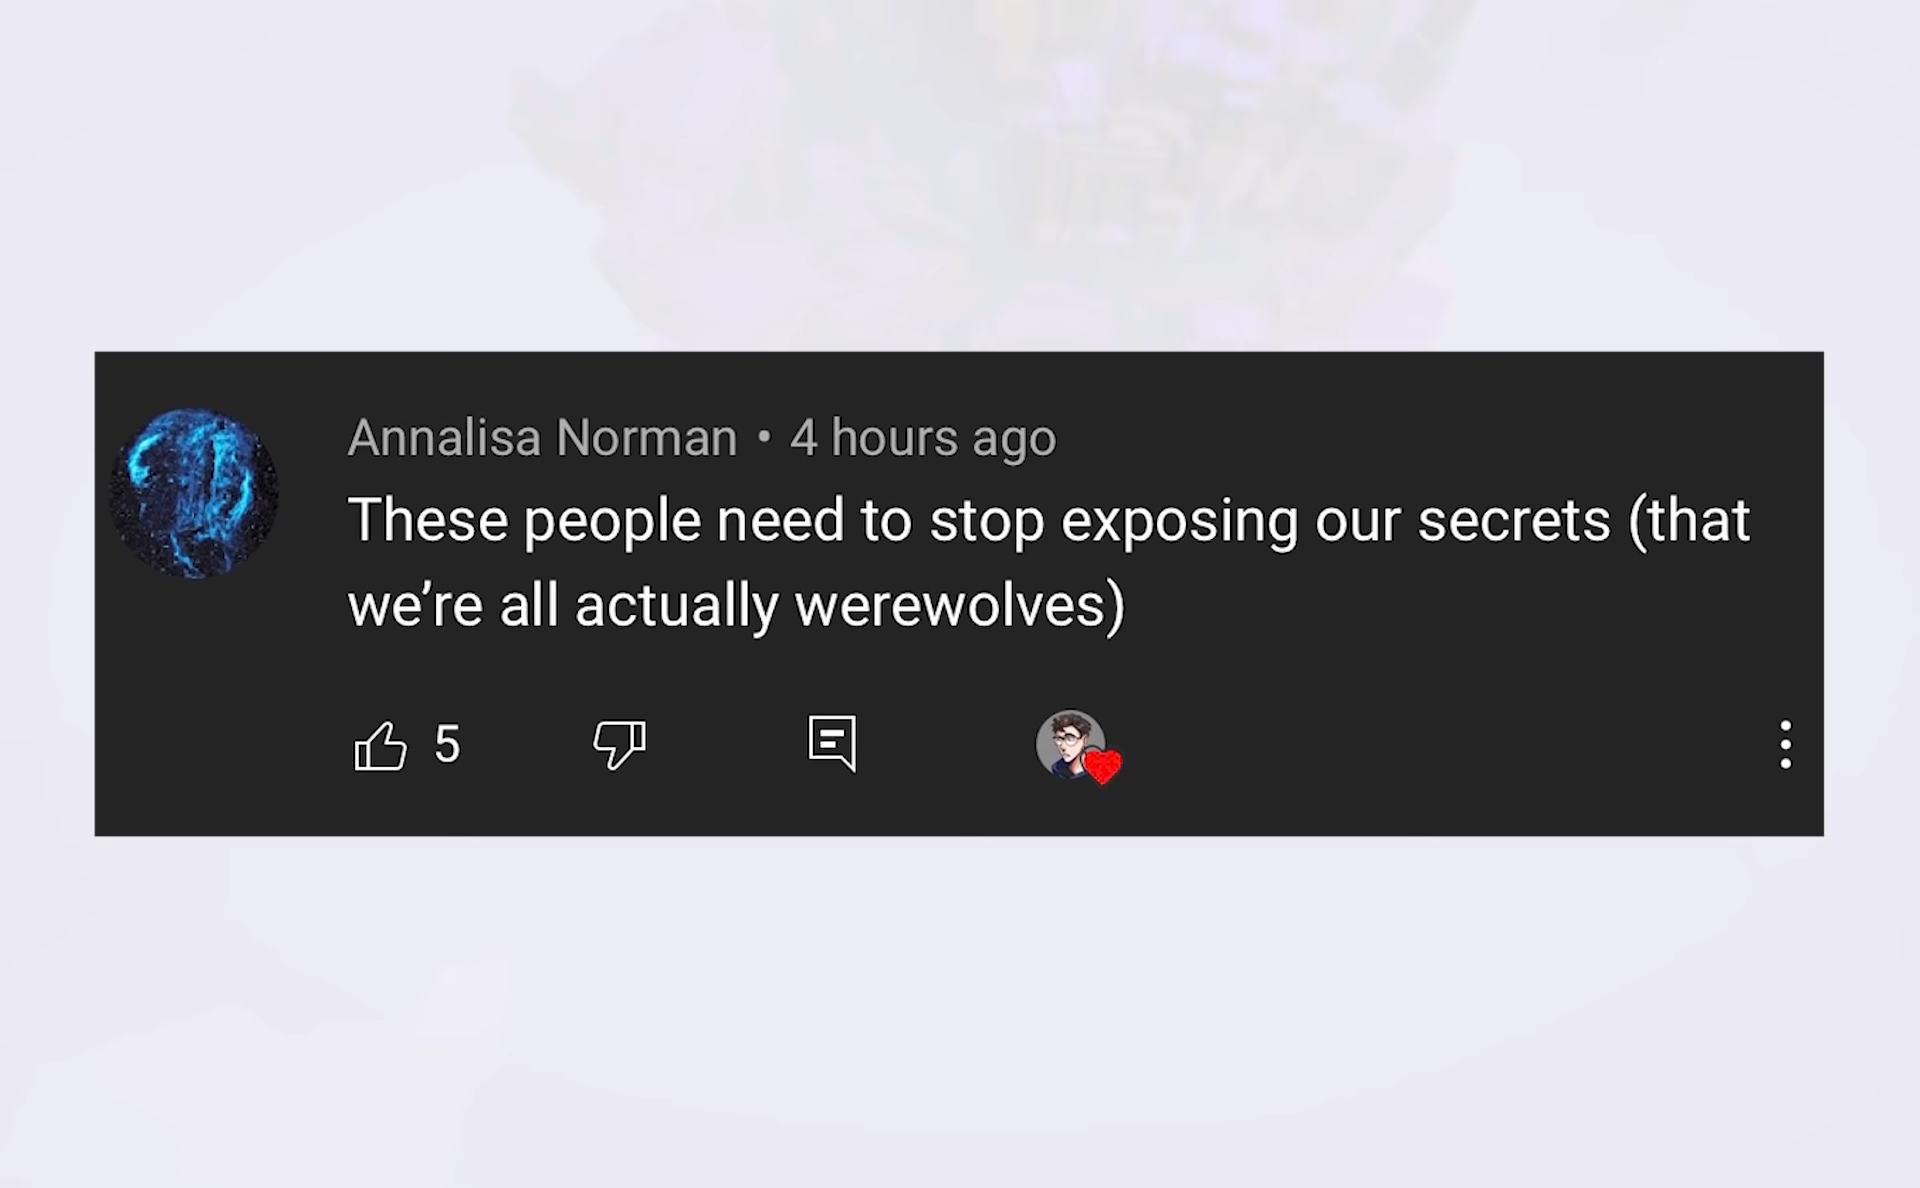 Annalisa Norman • 4 hours ago
These people need to stop exposing our secrets (that
we’re all actually werewolves)
5